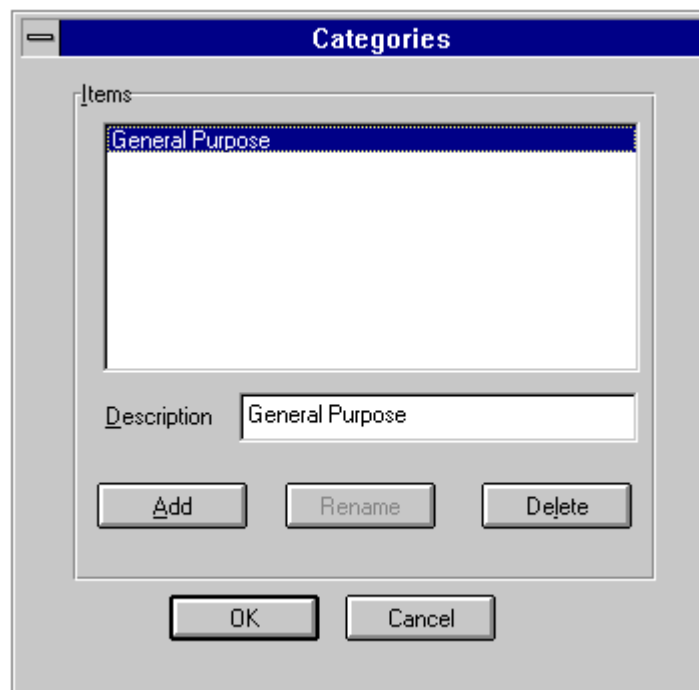 Categories
Items
General Purpose
Description General Purpose
Add Rename Delete
OK Cancel